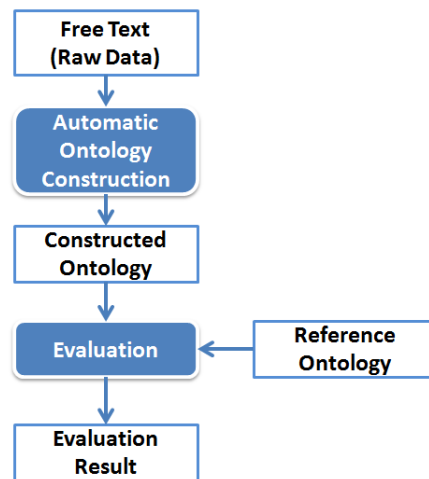 Free Text
(Raw Data)
Automatic
Ontology
Construction
Constructed
Ontology
Evaluation
Reference
Ontology
Evaluation
Result